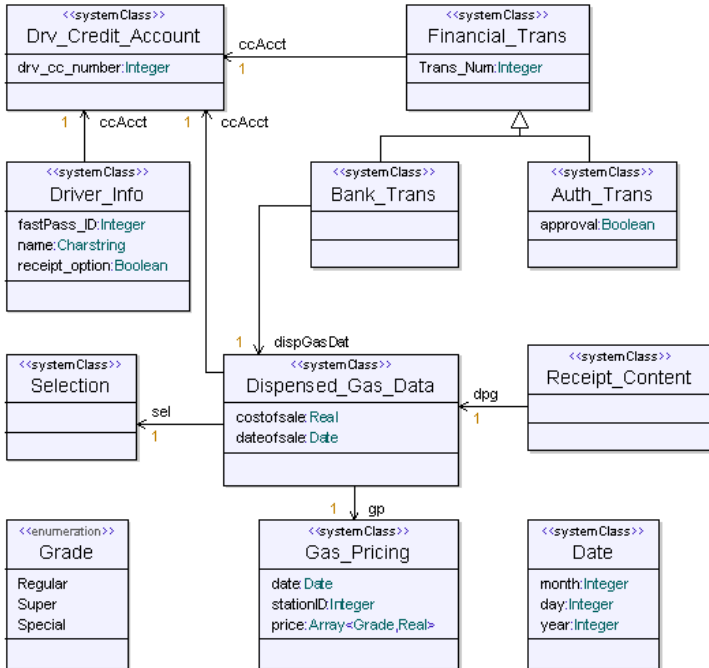 <<systemClass>>
Drv_Credit_Account
drv_cc_number:Integer
ccAcct
1
<<systemClass>>
Financial_Trans
Trans_Num:Integer
1
ccAcct
1
ccAcct
<<systemClass>>
Driver_Info
fastPass_ID:Integer
name:Charstring
receipt_option:Boolean
<<systemClass>>
Bank_Trans
<<systemClass>>
Auth_Trans
approval:Boolean
1
dispGasDat
<<systemClass>>
Selection
sel
1
<<systemClass>>
Dispensed_Gas_Data
costofsale:Real
dateofsale:Date
dpg
1
<<systemClass>>
Receipt_Content
1
gp
<<enumeration>>
Grade
Regular
Super
Special
<<systemClass>>
Gas_Pricing
date:Date
stationID:Integer
price:Array<Grade,Real>
<<systemClass>>
Date
month:Integer
day:Integer
year:Integer